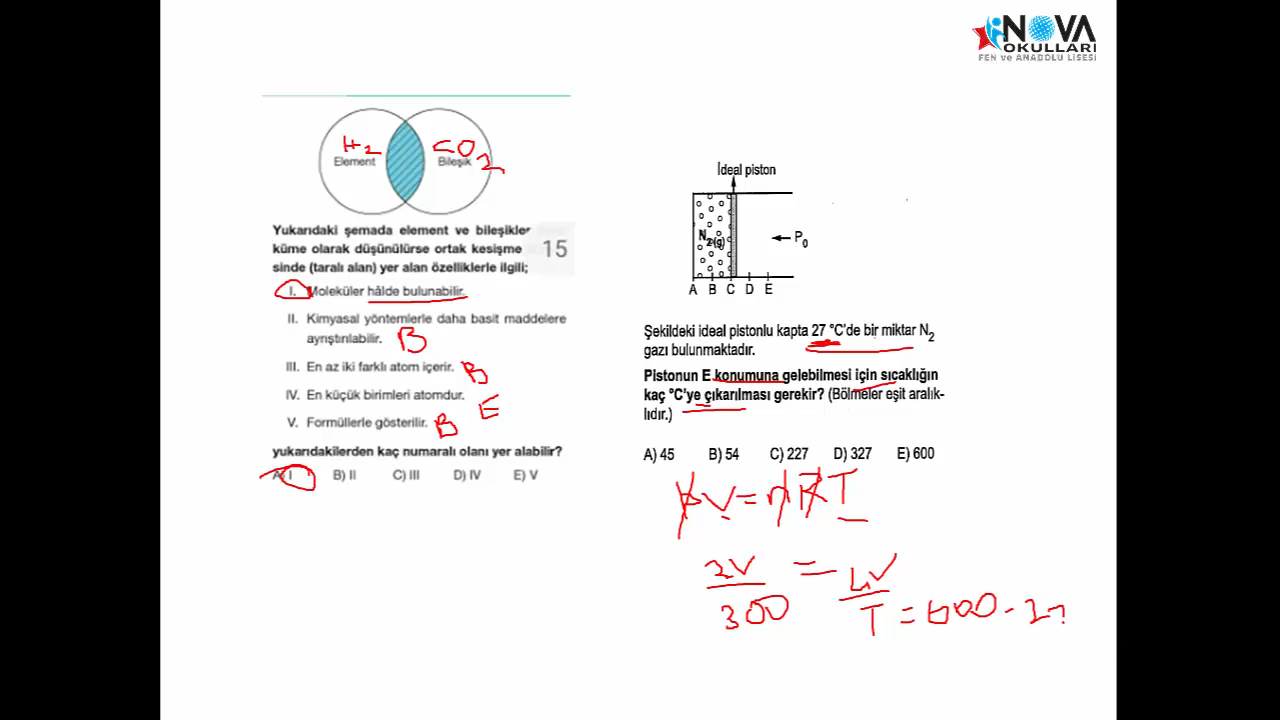 NOVA
OKULLARI
FEN ve ANADOLU LİSESİ
H2
CO2
Element
Bileşik
Yukarıdaki şemada element ve bileşikler
küme olarak düşünülürse ortak kesişme
sinde (taralı alan) yer alan özelliklerle ilgili;
15
I. Moleküler hâlde bulunabilir.
II. Kimyasal yöntemlerle daha basit maddelere
ayrıştırılabilir. B
III. En az iki farklı atom içerir. B
IV. En küçük birimleri atomdur. E
V. Formüllerle gösterilir. B
yukarıdakilerden kaç numaralı olanı yer alabilir?
A) I B) II C) III D) IV E) V
İdeal piston
N2(g)
P0
A B C D E
Şekildeki ideal pistonlu kapta 27 °C'de bir miktar N2
gazı bulunmaktadır.
Pistonun E konumuna gelebilmesi için sıcaklığın
kaç °C'ye çıkarılması gerekir? (Bölmeler eşit aralık-
lıdır.)
A) 45 B) 54 C) 227 D) 327 E) 600
PV = nRT
2V = 4V
300 T = 600 - 27